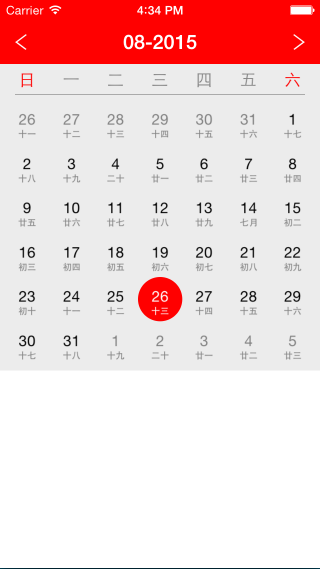 Carrier 4:34 PM
08-2015
日 一 二 三 四 五 六
26 27 28 29 30 31 1
十一 十二 十三 十四 十五 十六 十七
2 3 4 5 6 7 8
十八 十九 二十 廿一 廿二 廿三 廿四
9 10 11 12 13 14 15
廿五 廿六 廿七 廿八 廿九 七月 初二
16 17 18 19 20 21 22
初三 初四 初五 初六 初七 初八 初九
23 24 25 26 27 28 29
初十 十一 十二 十三 十四 十五 十六
30 31 1 2 3 4 5
十七 十八 十九 二十 廿一 廿二 廿三